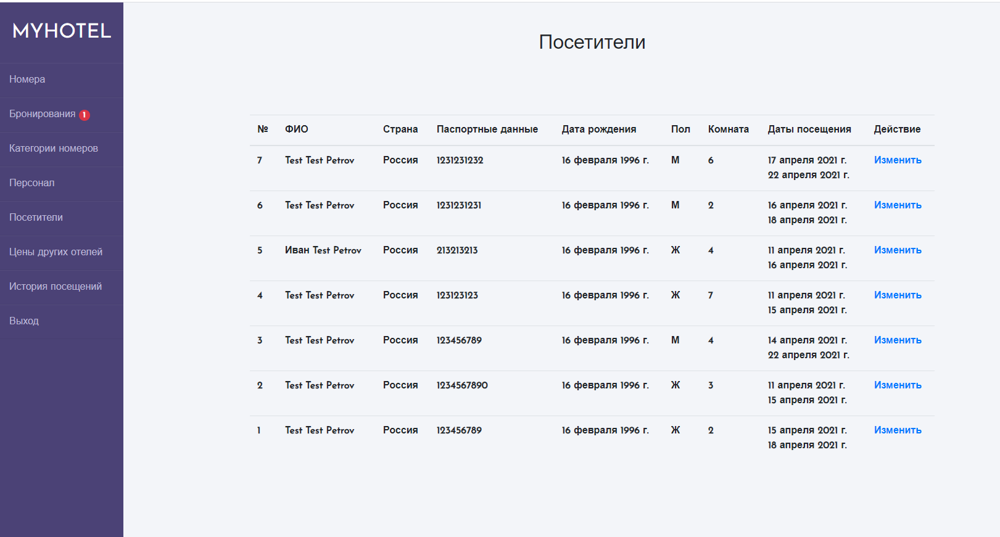 MYHOTEL
Номера
Бронирования 1
Категории номеров
Персонал
Посетители
Цены других отелей
История посещений
Выход
Посетители
№ ФИО Страна Паспортные данные Дата рождения Пол Комната Даты посещения Действие
7 Test Test Petrov Россия 1231231232 16 февраля 1996 г. М 6 17 апреля 2021 г. Изменить
22 апреля 2021 г.
6 Test Test Petrov Россия 1231231231 16 февраля 1996 г. М 2 16 апреля 2021 г. Изменить
18 апреля 2021 г.
5 Иван Test Petrov Россия 213213213 16 февраля 1996 г. Ж 4 11 апреля 2021 г. Изменить
16 апреля 2021 г.
4 Test Test Petrov Россия 123123123 16 февраля 1996 г. Ж 7 11 апреля 2021 г. Изменить
15 апреля 2021 г.
3 Test Test Petrov Россия 123456789 16 февраля 1996 г. М 4 14 апреля 2021 г. Изменить
22 апреля 2021 г.
2 Test Test Petrov Россия 1234567890 16 февраля 1996 г. Ж 3 11 апреля 2021 г. Изменить
15 апреля 2021 г.
1 Test Test Petrov Россия 123456789 16 февраля 1996 г. Ж 2 15 апреля 2021 г. Изменить
18 апреля 2021 г.